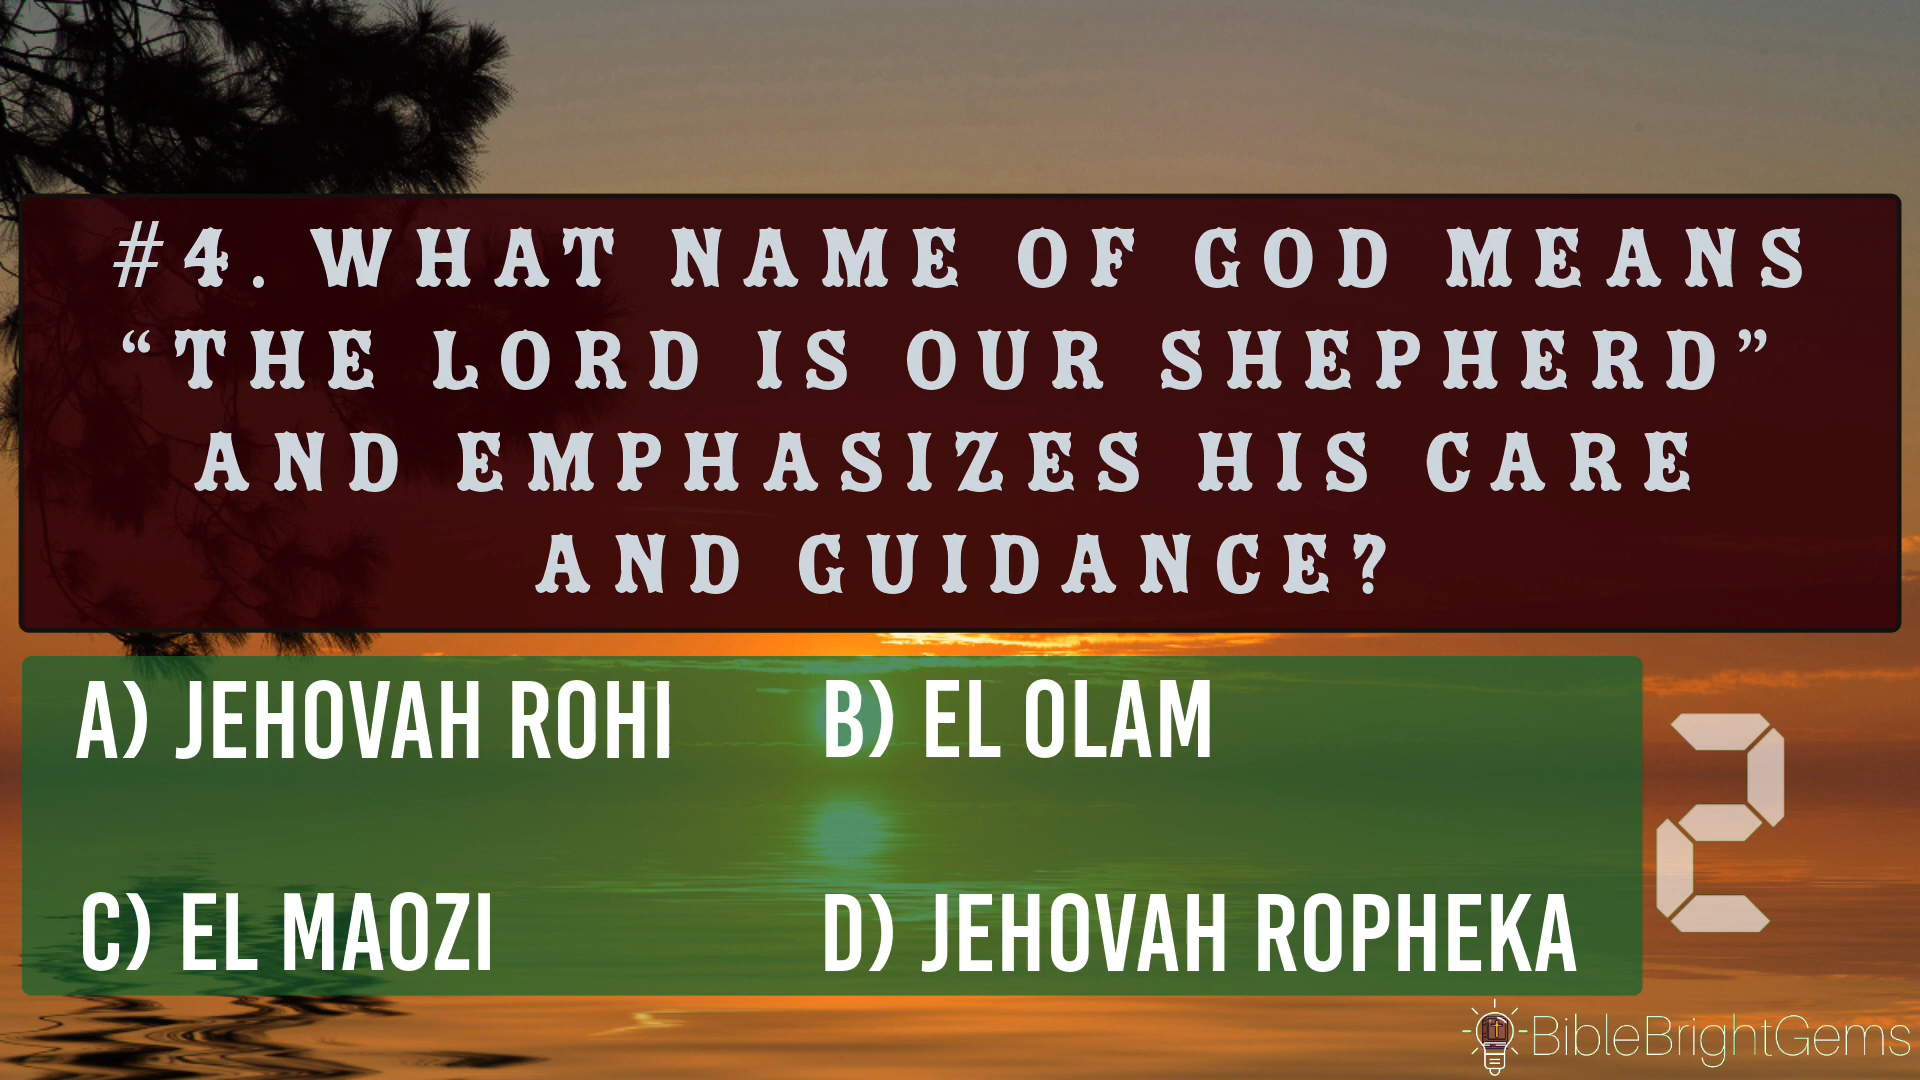 #4. WHAT NAME OF GOD MEANS
“THE LORD IS OUR SHEPHERD”
AND EMPHASIZES HIS CARE
AND GUIDANCE?
A) JEHOVAH ROHI
B) EL OLAM
C) EL MAOZI
D) JEHOVAH ROPHEKA
2
BibleBrightGems